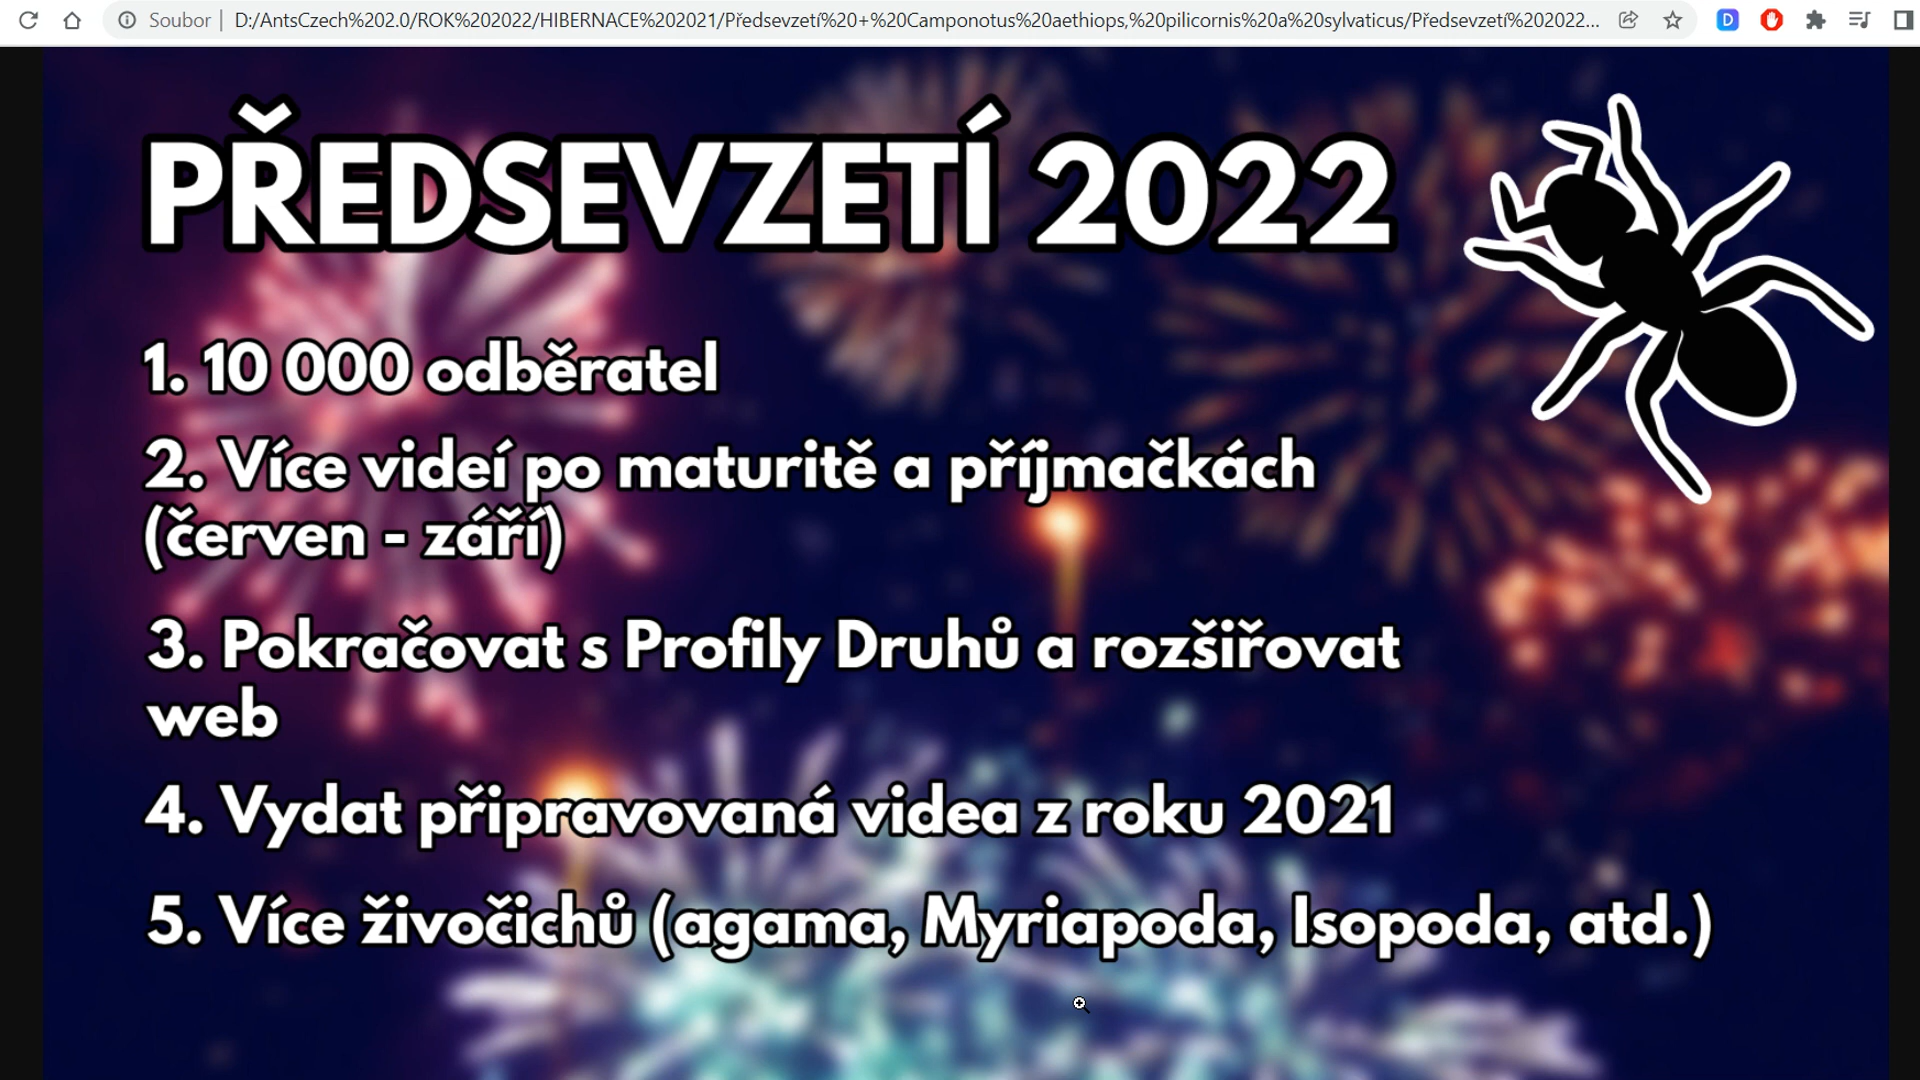 Soubor
D:/AntsCzech%202.0/ROK%202022/HIBERNACE%202021/Předsevzetí%20+%20Camponotus%20aethiops,%20pilicornis%20a%20sylvaticus/Předsevzetí%202022...
D
PŘEDSEVZETÍ 2022
1. 10 000 odběratel
2. Více videí po maturitě a příjmačkách
(červen - září)
3. Pokračovat s Profily Druhů a rozšiřovat
web
4. Vydat připravovaná videa z roku 2021
5. Více živočichů (agama, Myriapoda, Isopoda, atd.)